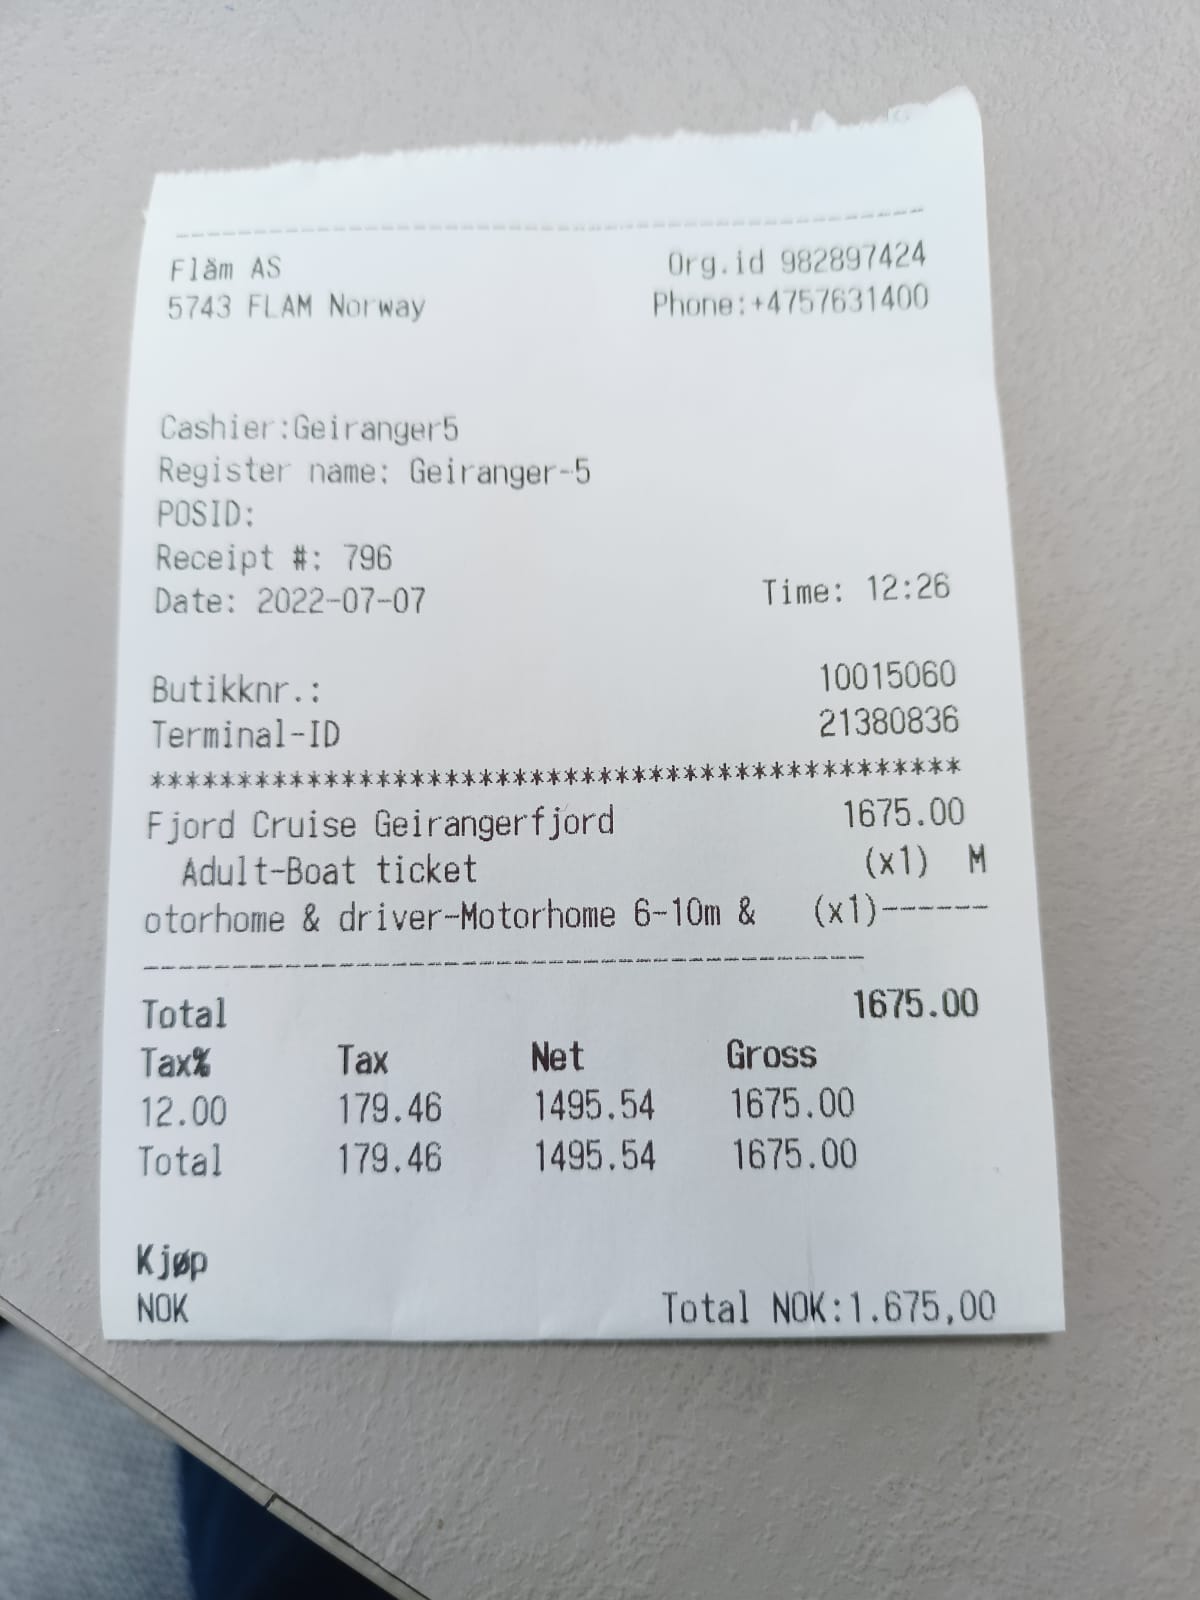 Flåm AS Org.id 982897424
5743 FLAM Norway Phone:+4757631400
Cashier:Geiranger5
Register name: Geiranger-5
POSID:
Receipt #: 796
Date: 2022-07-07 Time: 12:26
Butikknr.: 10015060
Terminal-ID 21380836
***********************************************
Fjord Cruise Geirangerfjord 1675.00
Adult-Boat ticket (x1) M
otorhome & driver-Motorhome 6-10m & (x1)------
Total 1675.00
Tax% Tax Net Gross
12.00 179.46 1495.54 1675.00
Total 179.46 1495.54 1675.00
Kjøp
NOK Total NOK:1.675,00